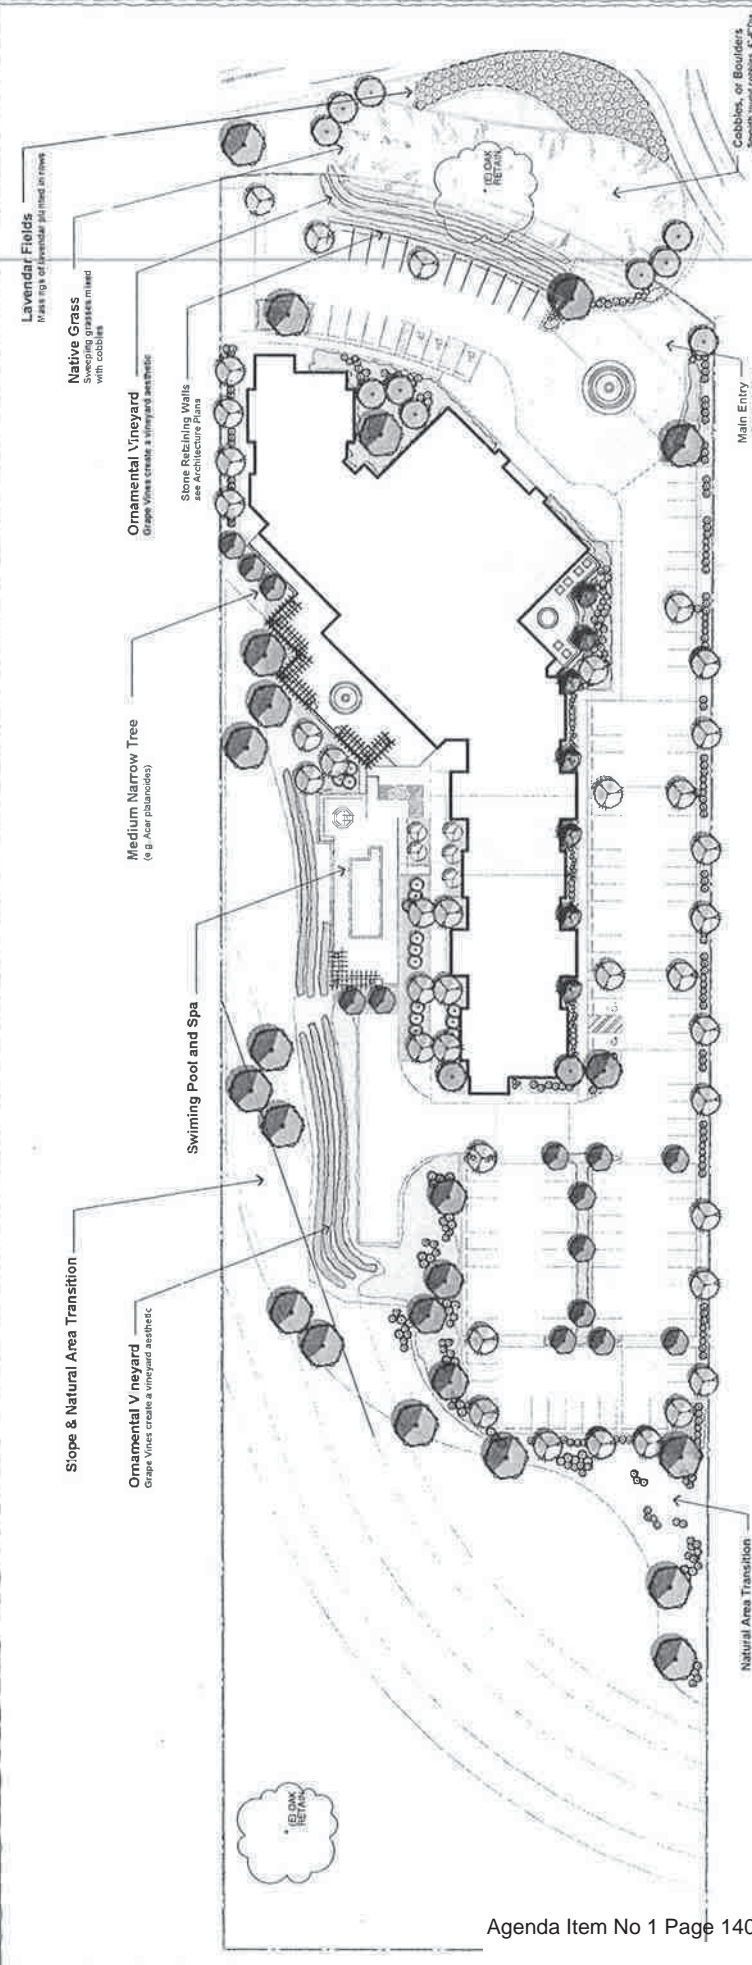 Lavendar Fields
Massings of lavendar planted in rows
Native Grass
Sweeping grasses mixed
with cobbles
Ornamental Vineyard
Grape Vines create a vineyard aesthetic
Stone Retaining Walls
see Architecture Plans
Medium Narrow Tree
(e.g. Acer platanoides)
Swiming Pool and Spa
Slope & Natural Area Transition
Ornamental Vineyard
Grape Vines create a vineyard aesthetic
(E) OAK
RETAIN
Cobbles, or Boulders
Main Entry
(E) OAK
RETAIN
Natural Area Transition
Agenda Item No 1 Page 140